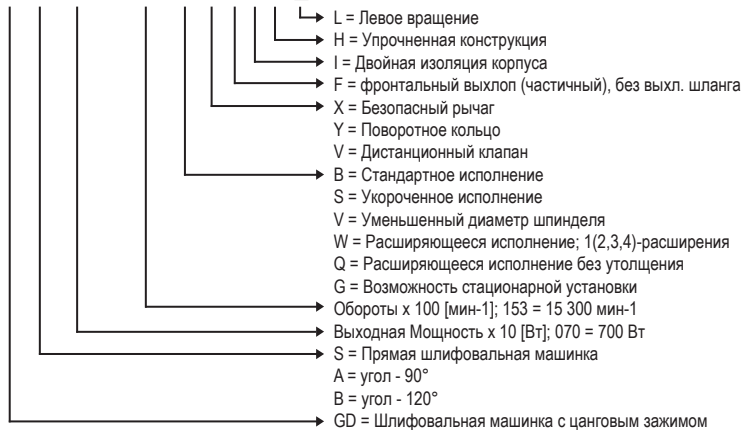 L = Левое вращение
H = Упрочненная конструкция
I = Двойная изоляция корпуса
F = фронтальный выхлоп (частичный), без выхл. шланга
X = Безопасный рычаг
Y = Поворотное кольцо
V = Дистанционный клапан
B = Стандартное исполнение
S = Укороченное исполнение
V = Уменьшенный диаметр шпинделя
W = Расширяющееся исполнение; 1(2,3,4)-расширения
Q = Расширяющееся исполнение без утолщения
G = Возможность стационарной установки
Обороты x 100 [мин-1]; 153 = 15 300 мин-1
Выходная Мощность x 10 [Вт]; 070 = 700 Вт
S = Прямая шлифовальная машинка
A = угол - 90°
B = угол - 120°
GD = Шлифовальная машинка с цанговым зажимом